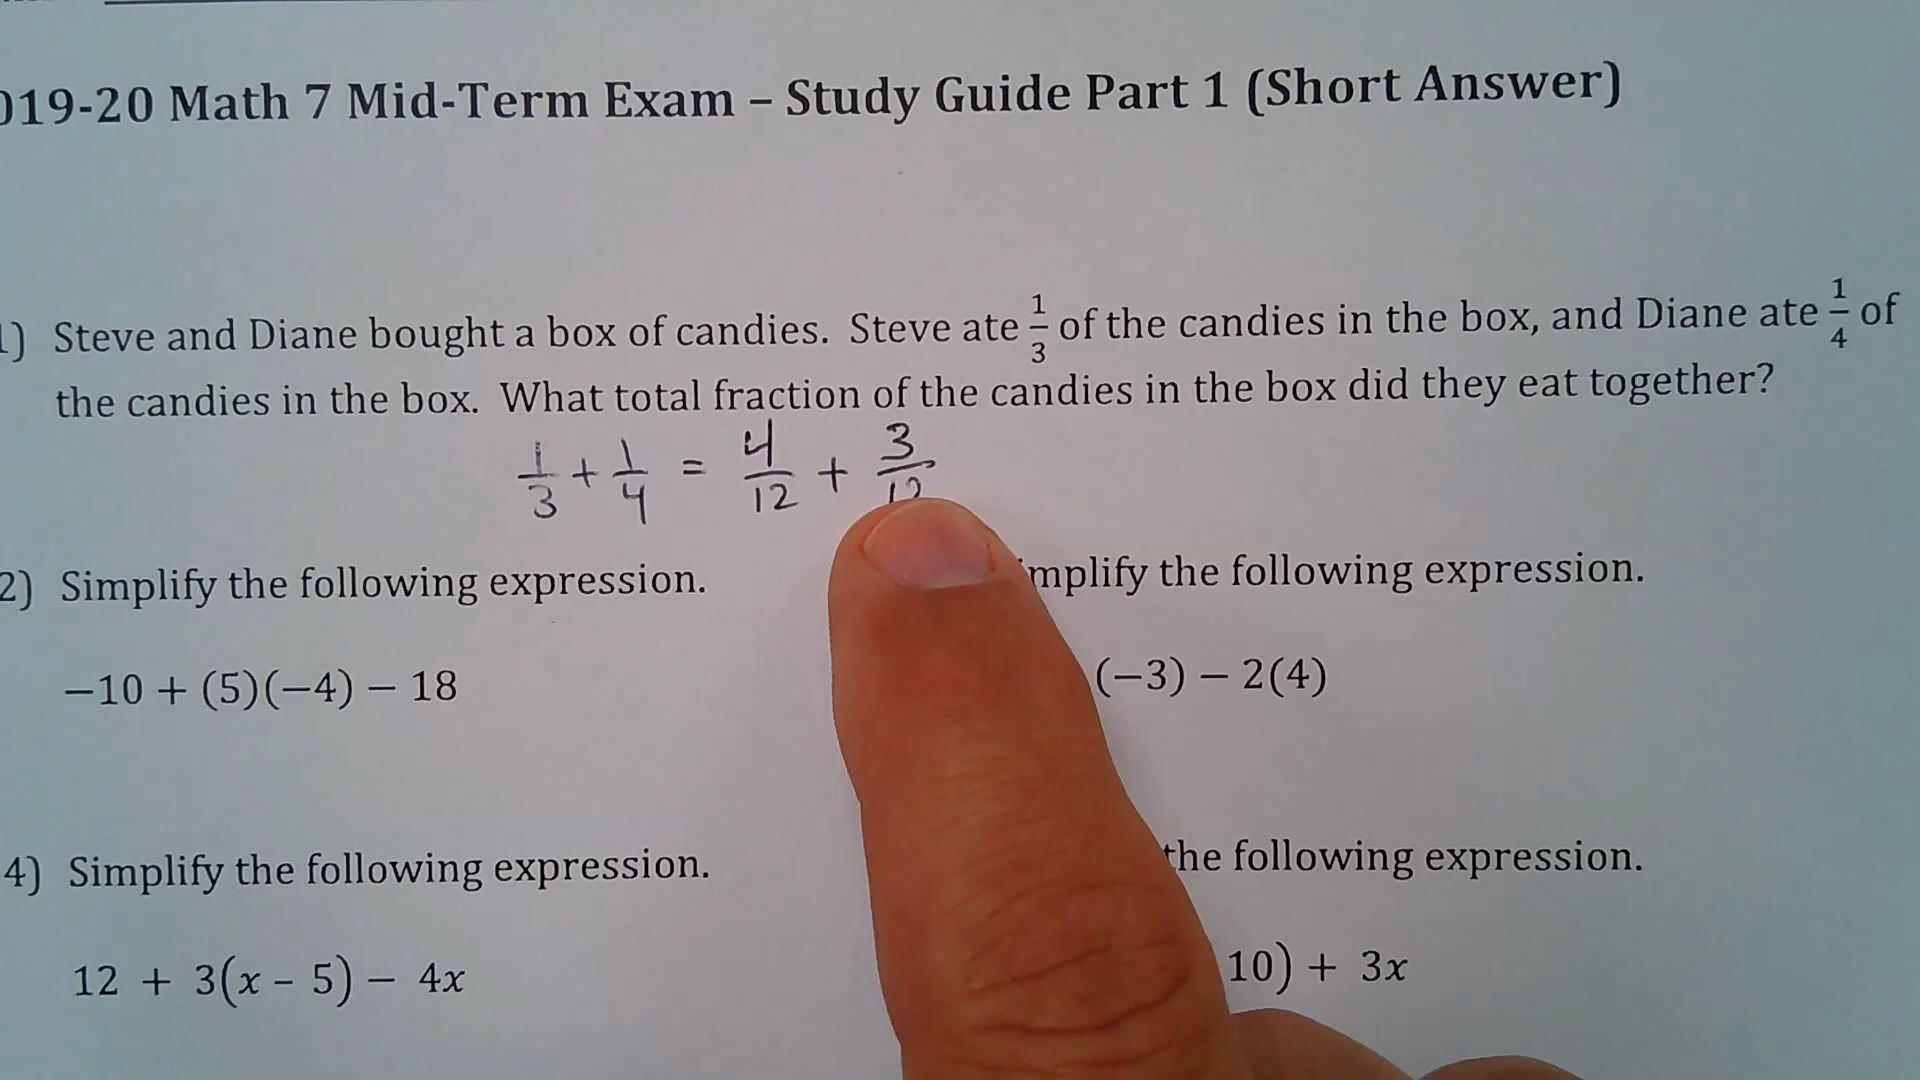 019-20 Math 7 Mid-Term Exam – Study Guide Part 1 (Short Answer)
1) Steve and Diane bought a box of candies. Steve ate 1/3 of the candies in the box, and Diane ate 1/4 of
the candies in the box. What total fraction of the candies in the box did they eat together?
1/3 + 1/4 = 4/12 + 3/12
2) Simplify the following expression.
mplify the following expression.
−10 + (5)(−4) − 18
(−3) − 2(4)
4) Simplify the following expression.
the following expression.
12 + 3(x − 5) − 4x
10) + 3x